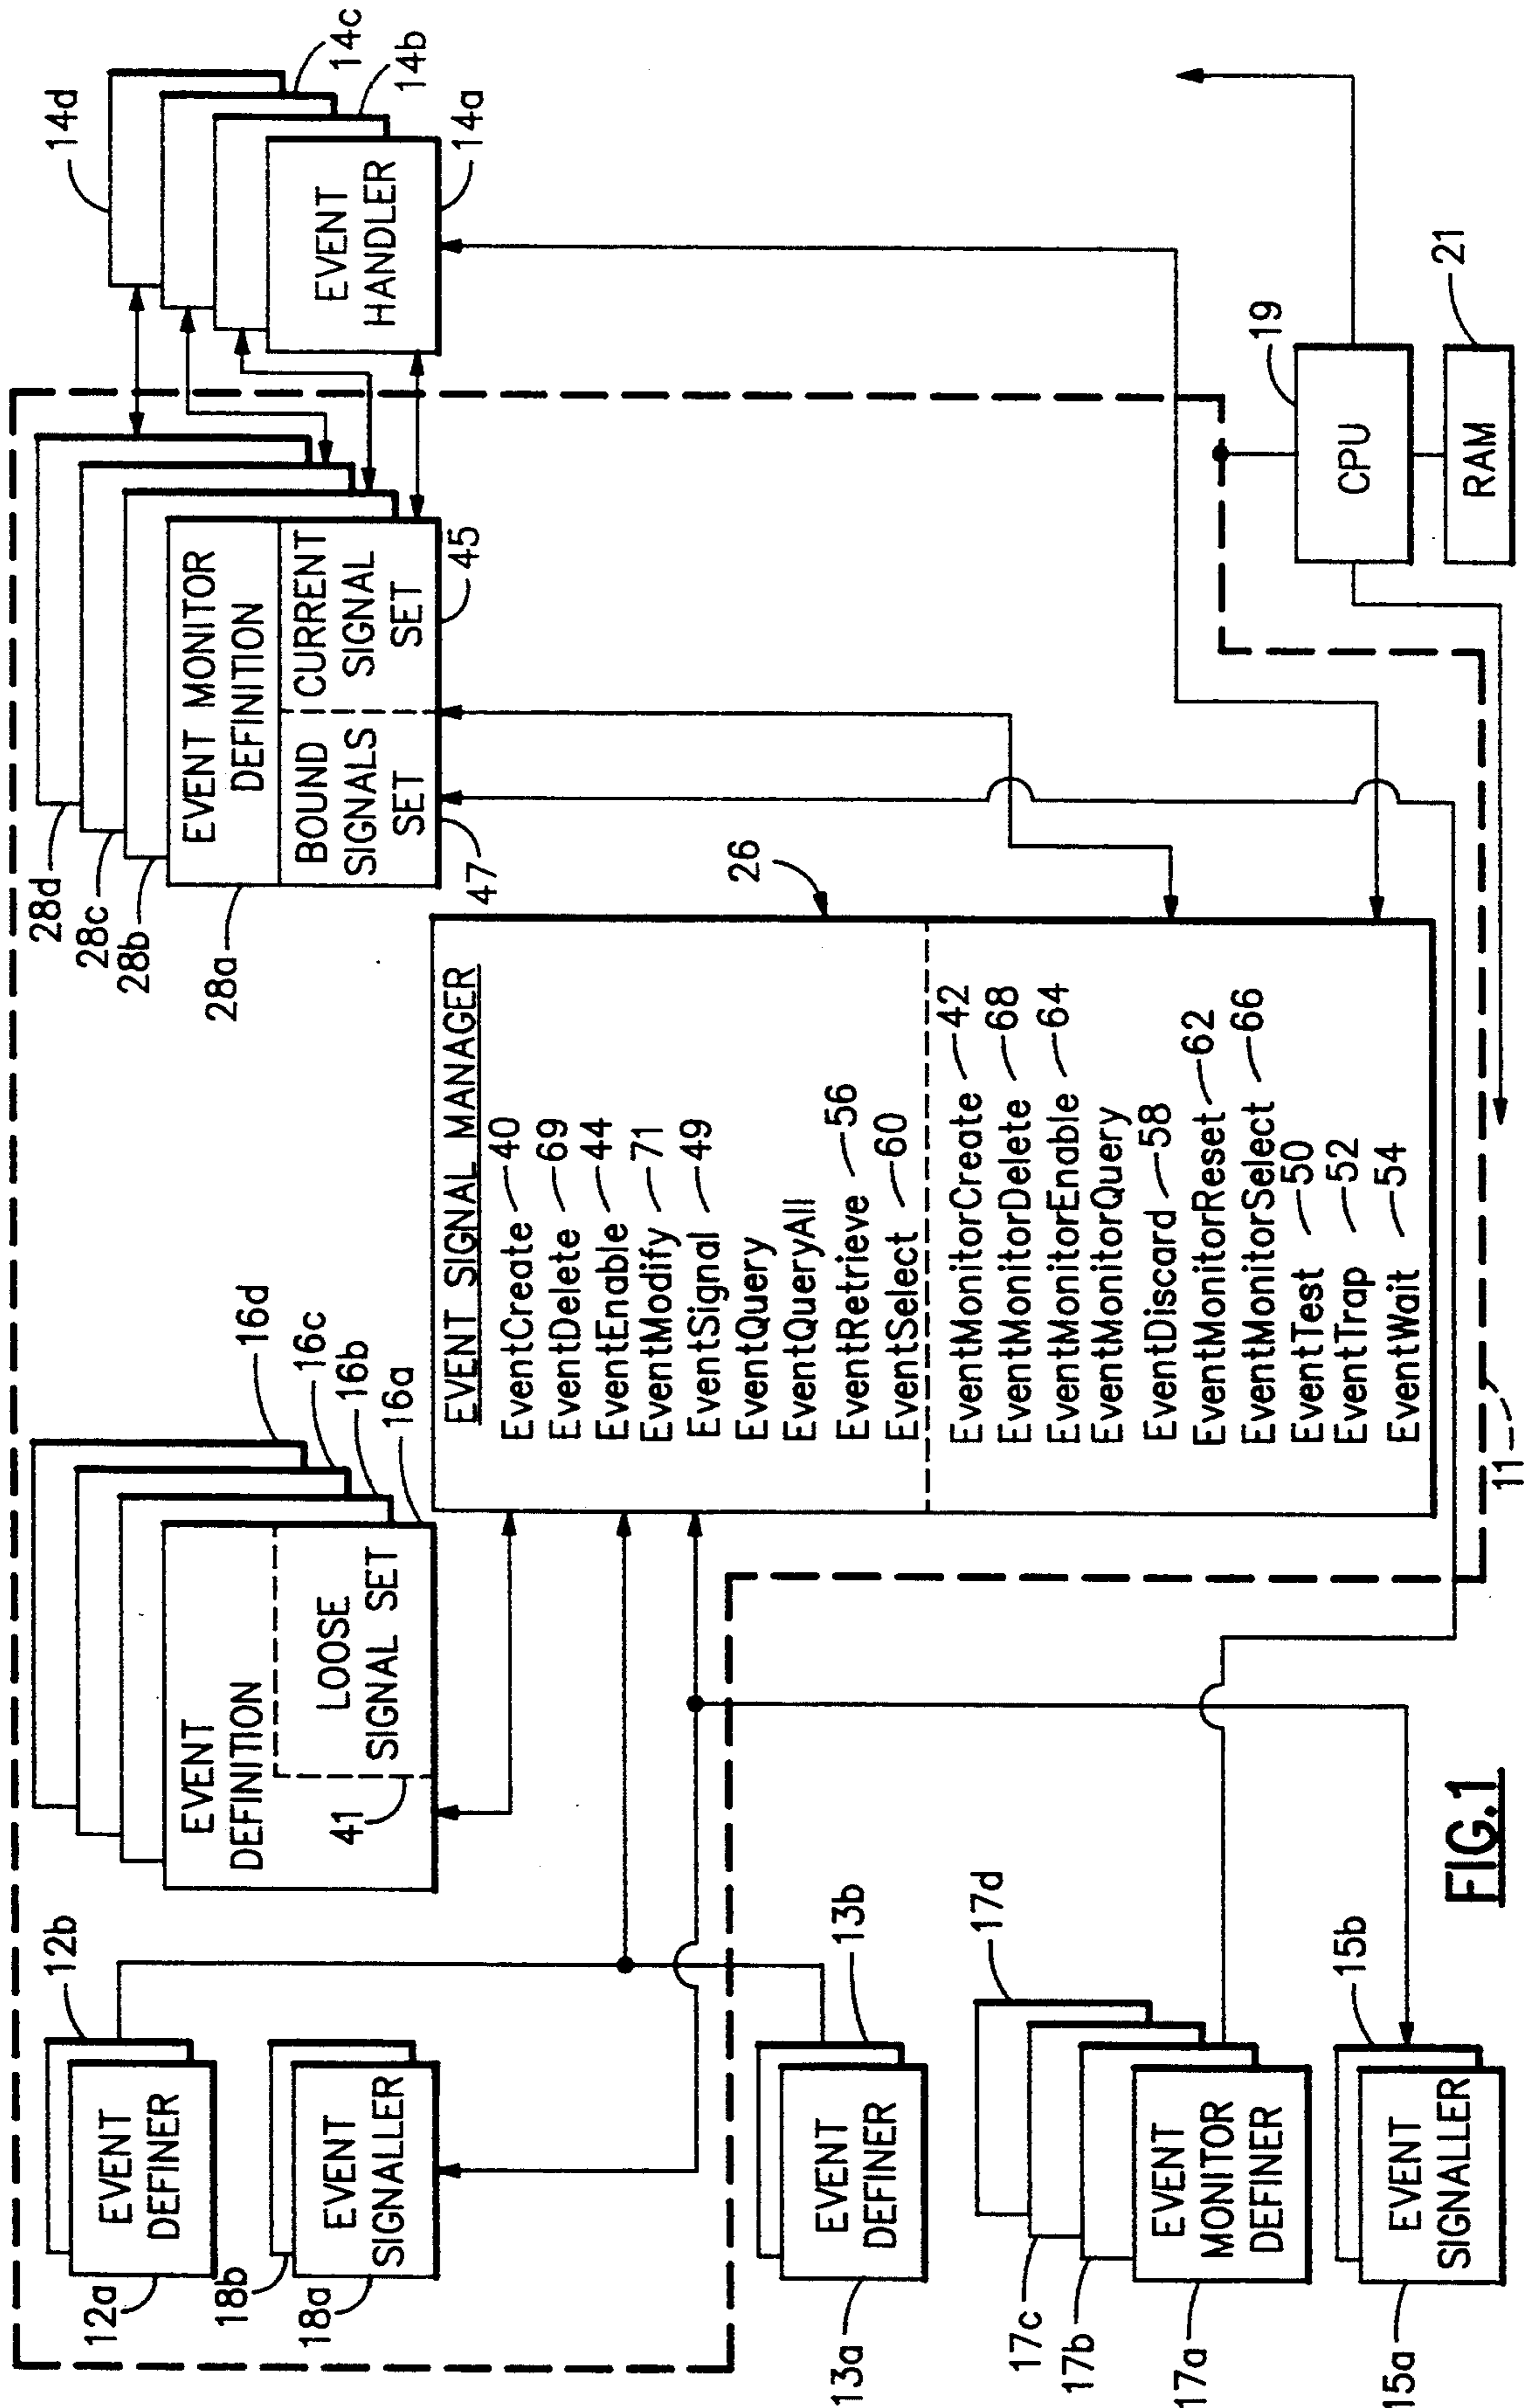 12a
EVENT
DEFINER
12b
18b
18a
EVENT
SIGNALLER
13a
EVENT
DEFINER
13b
17c
17b
17a
EVENT
MONITOR
DEFINER
17d
15a
EVENT
SIGNALLER
15b
EVENT
DEFINITION
41
LOOSE
SIGNAL SET
16d
16c
16b
16a
EVENT SIGNAL MANAGER
26
EventCreate 40
EventDelete 69
EventEnable 44
EventModify 71
EventSignal 49
EventQuery
EventQueryAll
EventRetrieve 56
EventSelect 60
EventMonitorCreate 42
EventMonitorDelete 68
EventMonitorEnable 64
EventMonitorQuery
EventDiscard 58
EventMonitorReset 62
EventMonitorSelect 66
EventTest 50
EventTrap 52
EventWait 54
11
28d
28c
28b
28a
EVENT MONITOR
DEFINITION
BOUND
SIGNALS
SET
CURRENT
SIGNAL
SET
47
45
14d
14c
14b
14a
EVENT
HANDLER
19
CPU
21
RAM
FIG.1